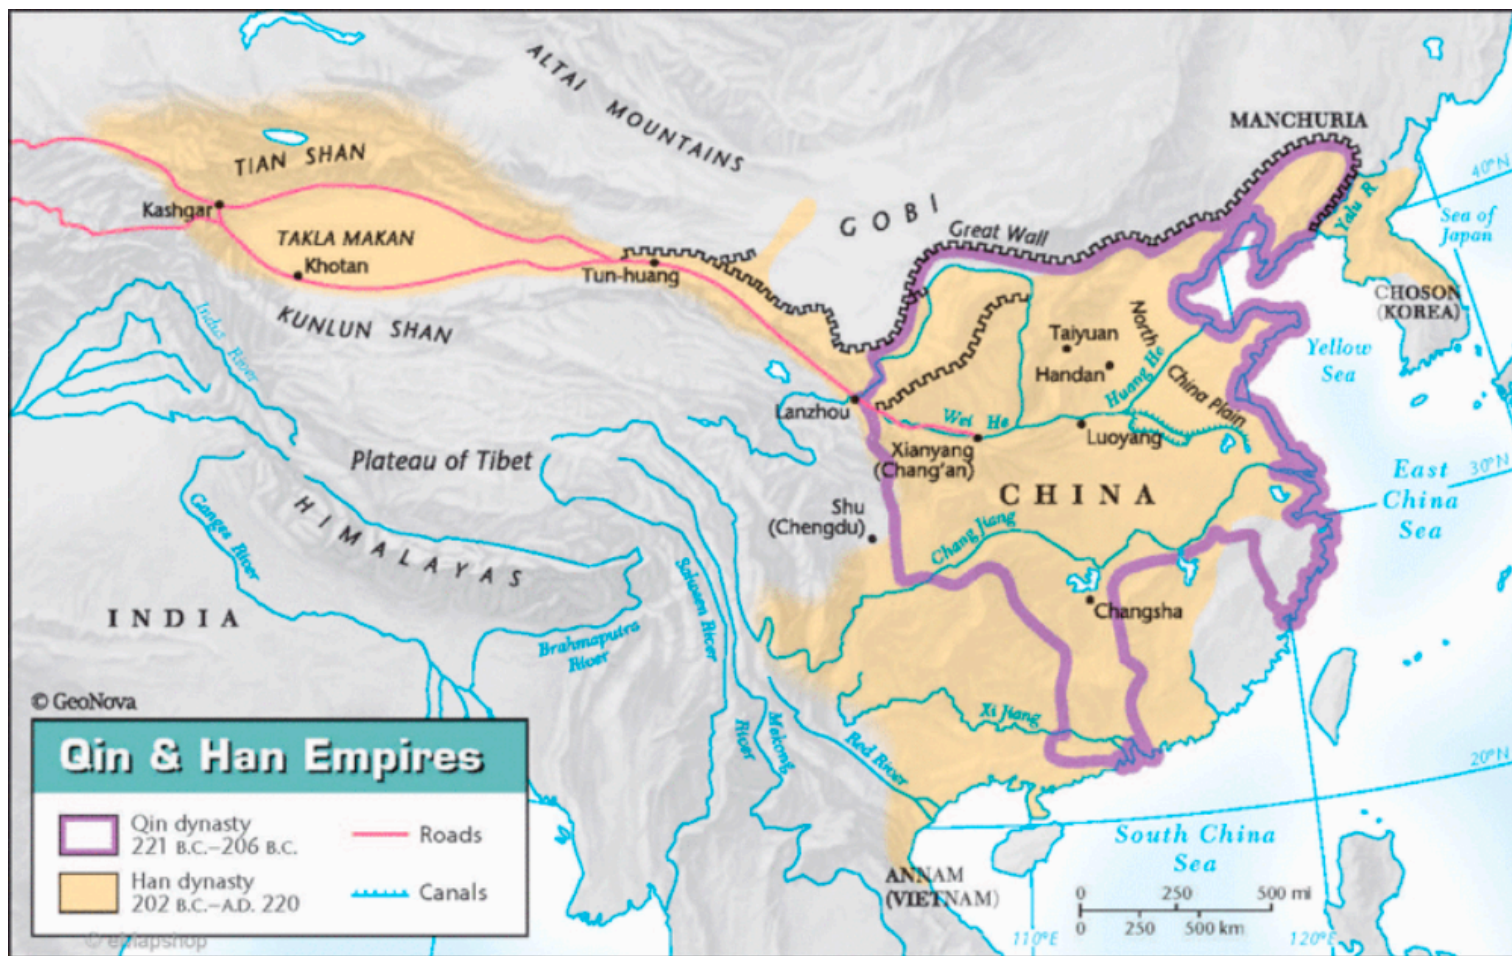 ALTAI MOUNTAINS
MANCHURIA
40°N
TIAN SHAN
Yalu R
Kashgar
GOBI
Great Wall
Sea of
Japan
TAKLA MAKAN
Khotan
Tun-huang
CHOSON
(KOREA)
Indus River
KUNLUN SHAN
North
China Plain
Taiyuan
Handan
Huang He
Yellow
Sea
Lanzhou
Wei He
Luoyang
Xianyang
(Chang'an)
Plateau of Tibet
CHINA
East
China
Sea
30°N
Ganges River
HIMALAYAS
Shu
(Chengdu)
Chang Jiang
INDIA
Brahmaputra
River
Salween River
Changsha
© GeoNova
Xi Jiang
Mekong
River
Red River
20°N
Qin & Han Empires
Qin dynasty
221 B.C.–206 B.C.
Roads
Han dynasty
202 B.C.–A.D. 220
Canals
South China
Sea
ANNAM
(VIETNAM)
0 250 500 mi
0 250 500 km
110°E
120°E
© emapshop